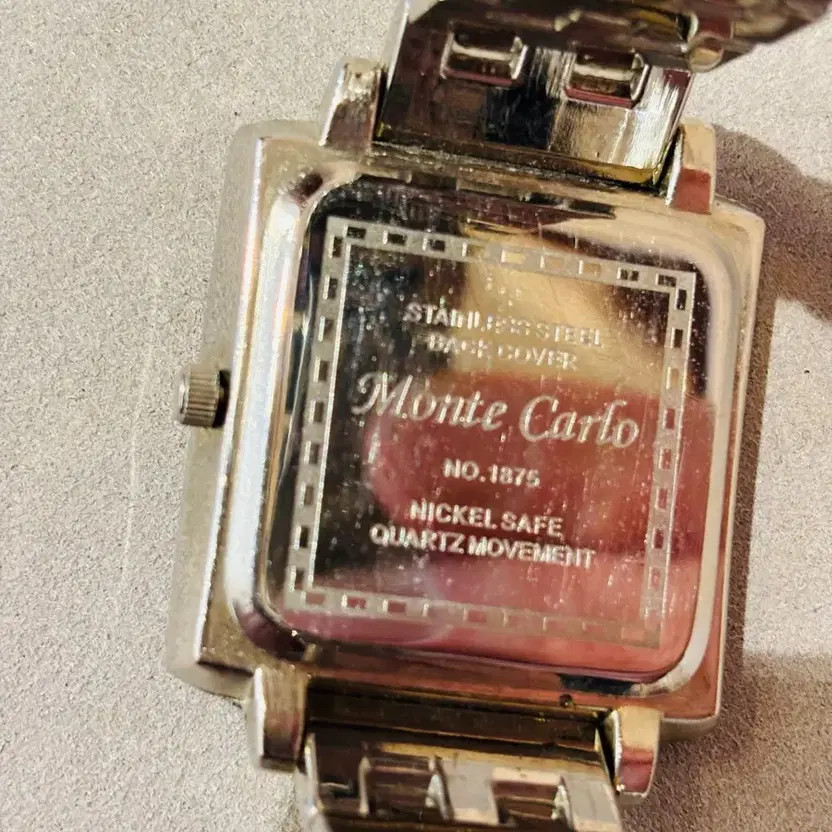 STAINLESS STEEL
BACK COVER
Monte Carlo
NO.1875
NICKEL SAFE
QUARTZ MOVEMENT